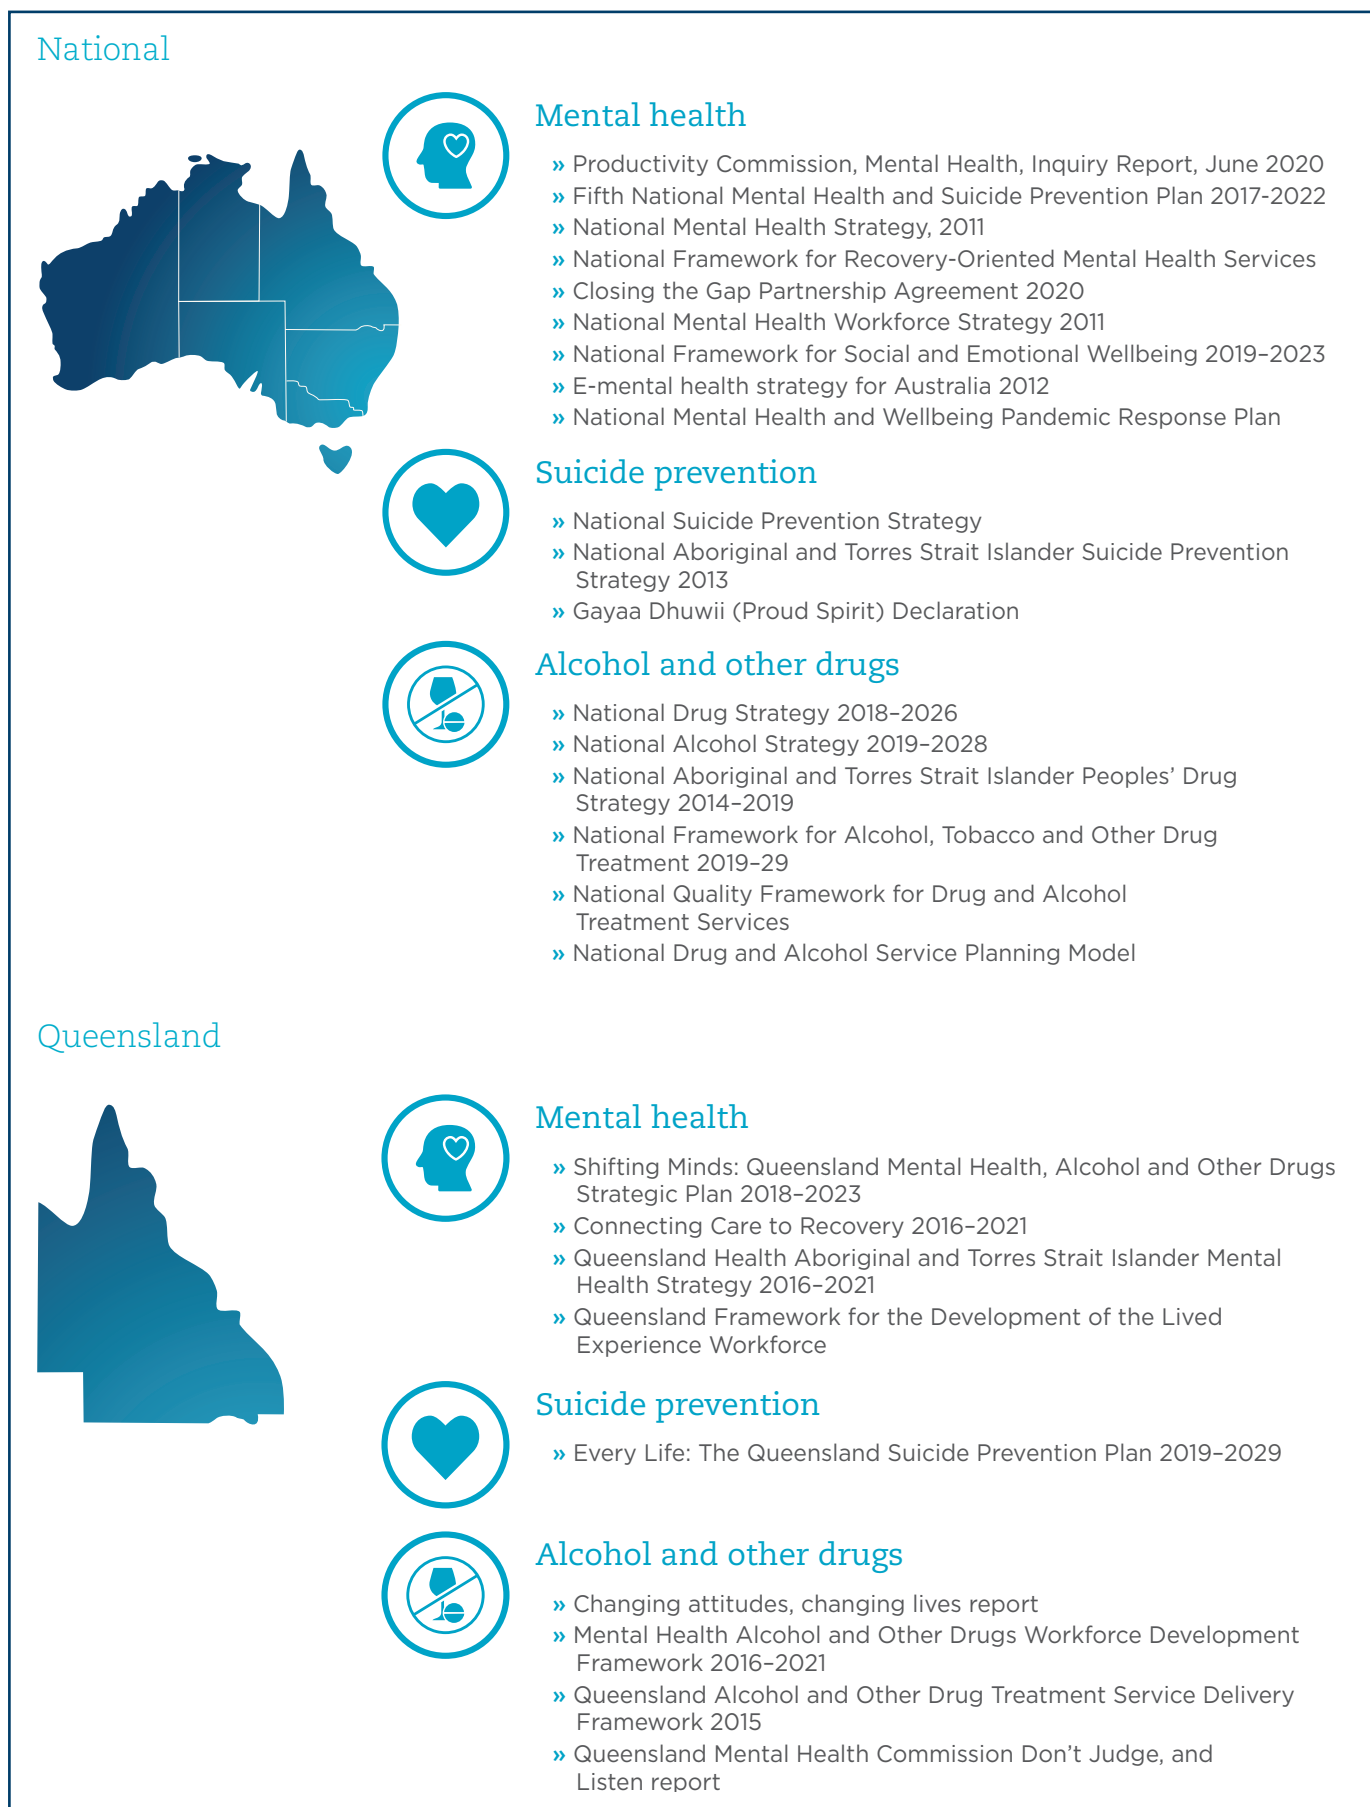 National
Mental health
» Productivity Commission, Mental Health, Inquiry Report, June 2020
» Fifth National Mental Health and Suicide Prevention Plan 2017-2022
» National Mental Health Strategy, 2011
» National Framework for Recovery-Oriented Mental Health Services
» Closing the Gap Partnership Agreement 2020
» National Mental Health Workforce Strategy 2011
» National Framework for Social and Emotional Wellbeing 2019–2023
» E-mental health strategy for Australia 2012
» National Mental Health and Wellbeing Pandemic Response Plan
Suicide prevention
» National Suicide Prevention Strategy
» National Aboriginal and Torres Strait Islander Suicide Prevention
Strategy 2013
» Gayaa Dhuwii (Proud Spirit) Declaration
Alcohol and other drugs
» National Drug Strategy 2018–2026
» National Alcohol Strategy 2019–2028
» National Aboriginal and Torres Strait Islander Peoples’ Drug
Strategy 2014–2019
» National Framework for Alcohol, Tobacco and Other Drug
Treatment 2019–29
» National Quality Framework for Drug and Alcohol
Treatment Services
» National Drug and Alcohol Service Planning Model
Queensland
Mental health
» Shifting Minds: Queensland Mental Health, Alcohol and Other Drugs
Strategic Plan 2018–2023
» Connecting Care to Recovery 2016–2021
» Queensland Health Aboriginal and Torres Strait Islander Mental
Health Strategy 2016–2021
» Queensland Framework for the Development of the Lived
Experience Workforce
Suicide prevention
» Every Life: The Queensland Suicide Prevention Plan 2019–2029
Alcohol and other drugs
» Changing attitudes, changing lives report
» Mental Health Alcohol and Other Drugs Workforce Development
Framework 2016–2021
» Queensland Alcohol and Other Drug Treatment Service Delivery
Framework 2015
» Queensland Mental Health Commission Don’t Judge, and
Listen report